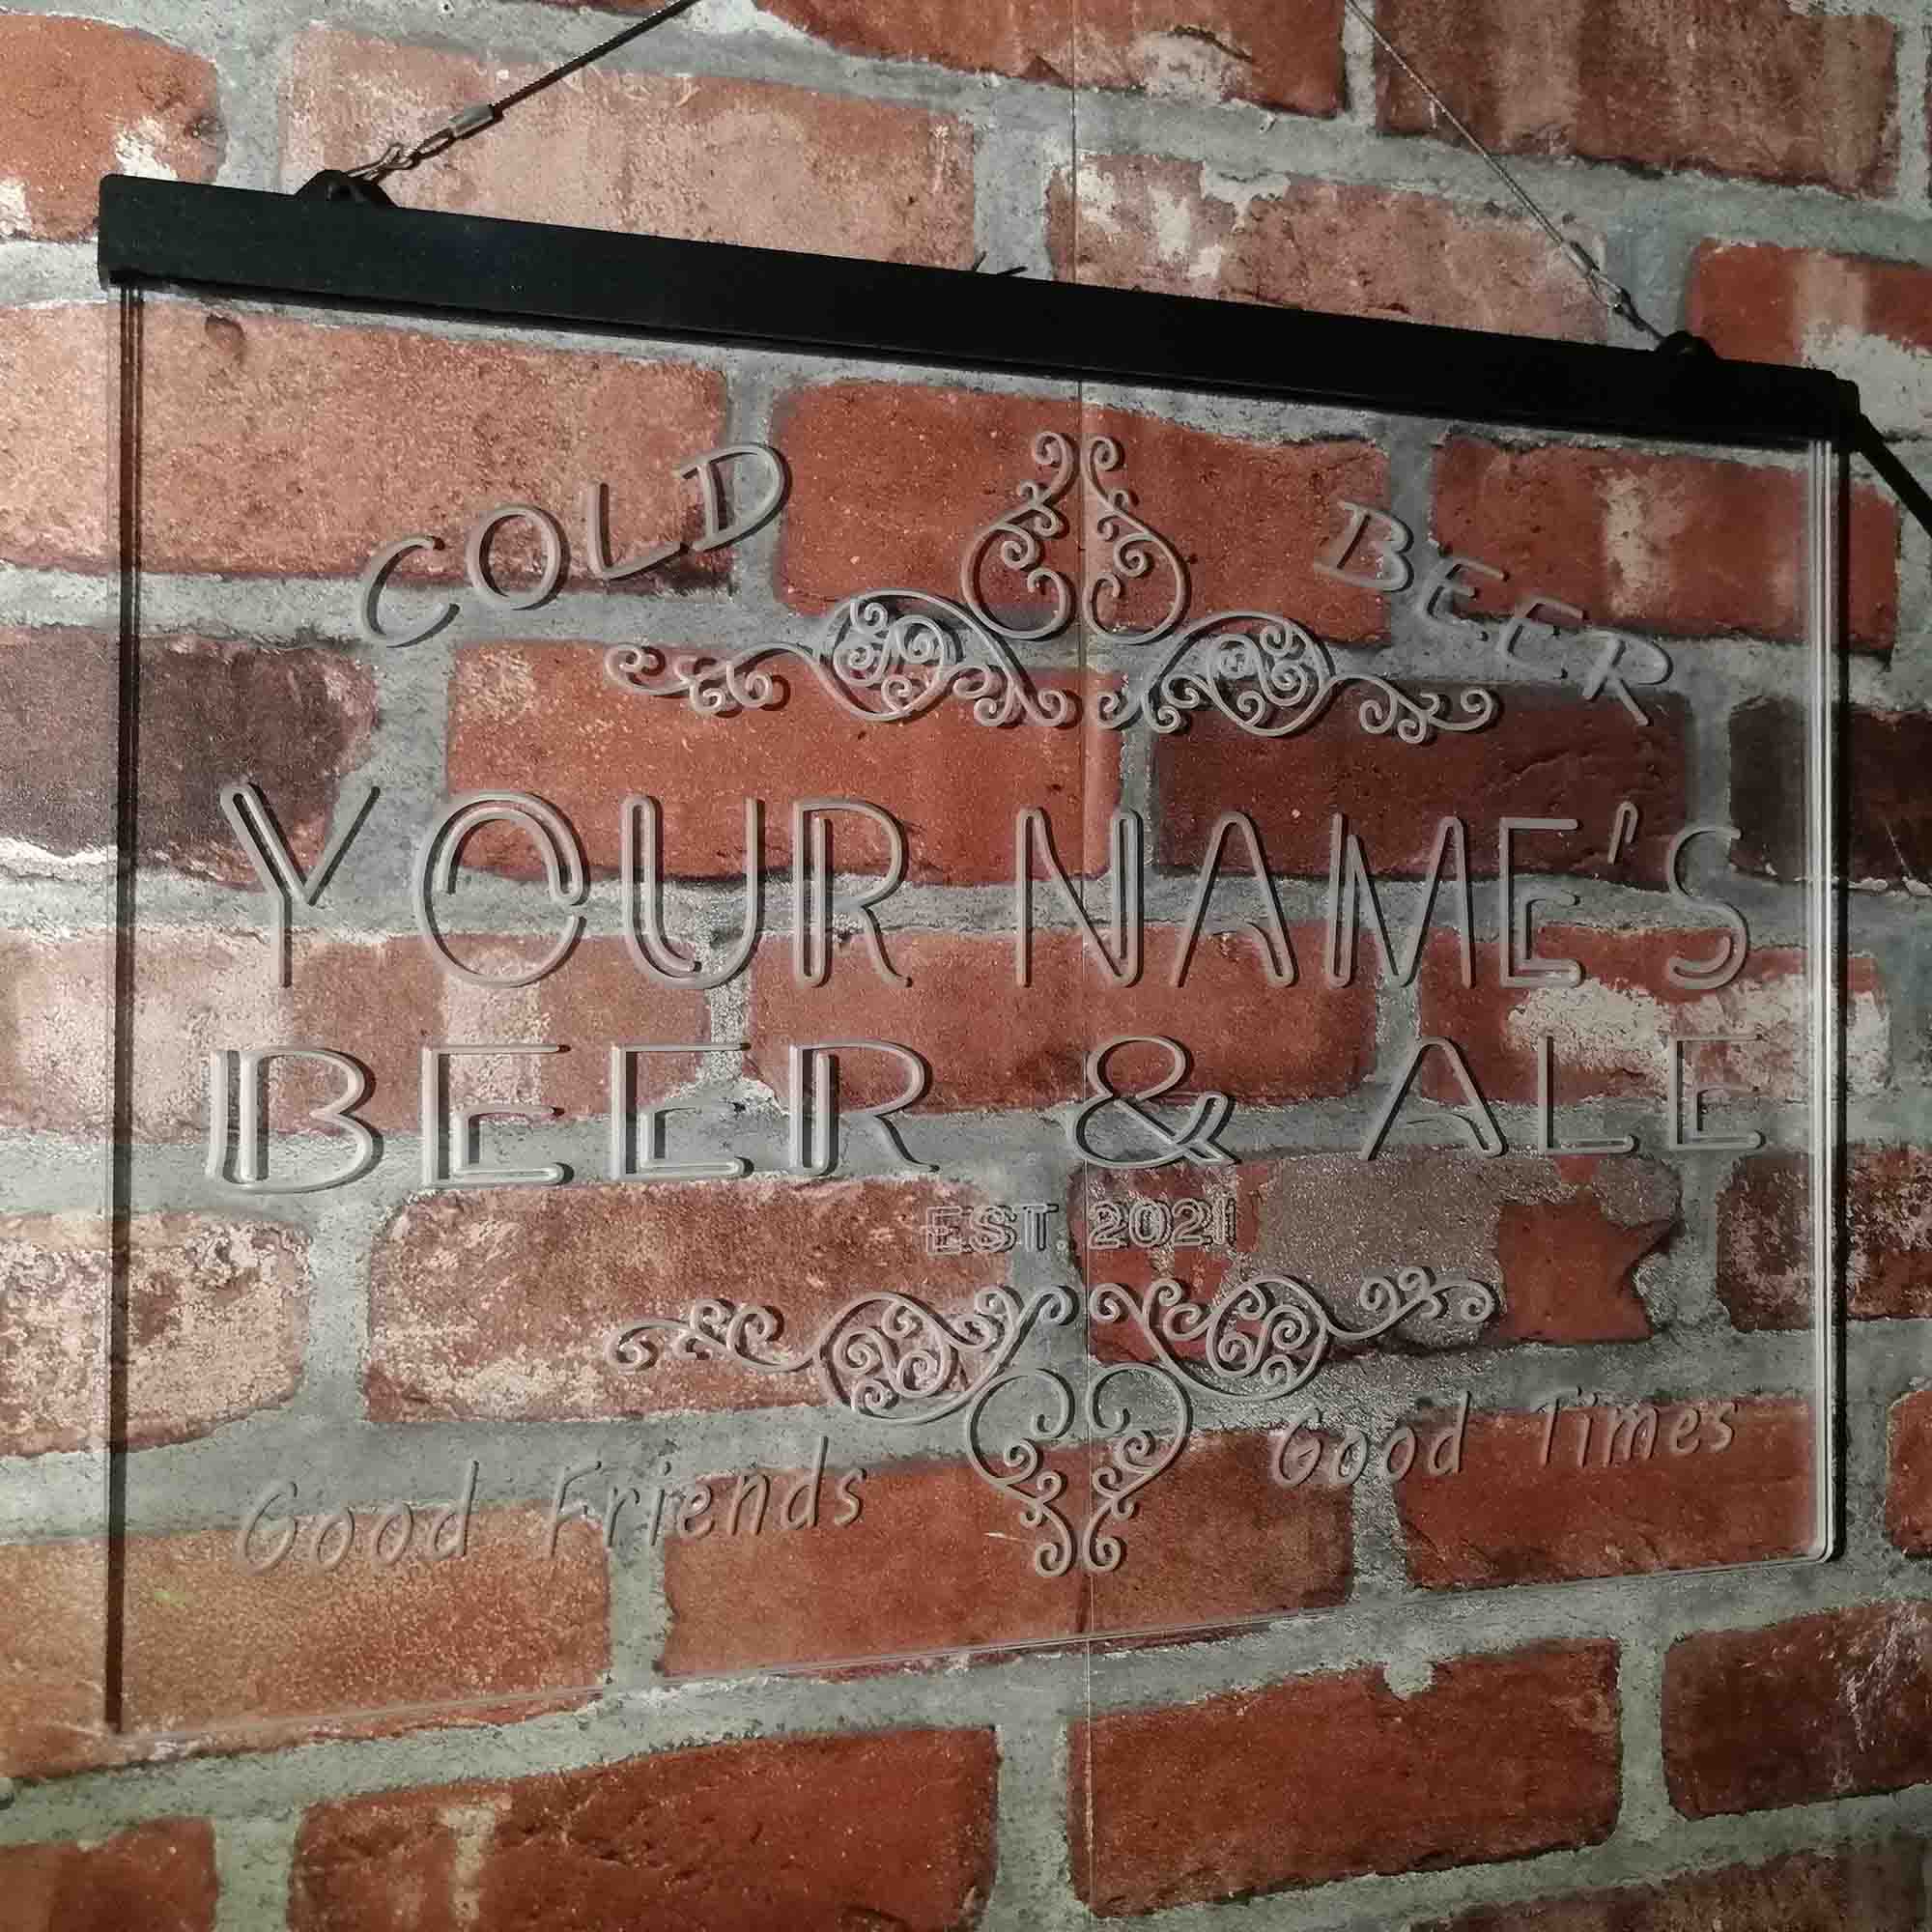 COLD BEER
YOUR NAME'S
BEER & ALE
EST. 2021
Good Friends Good Times